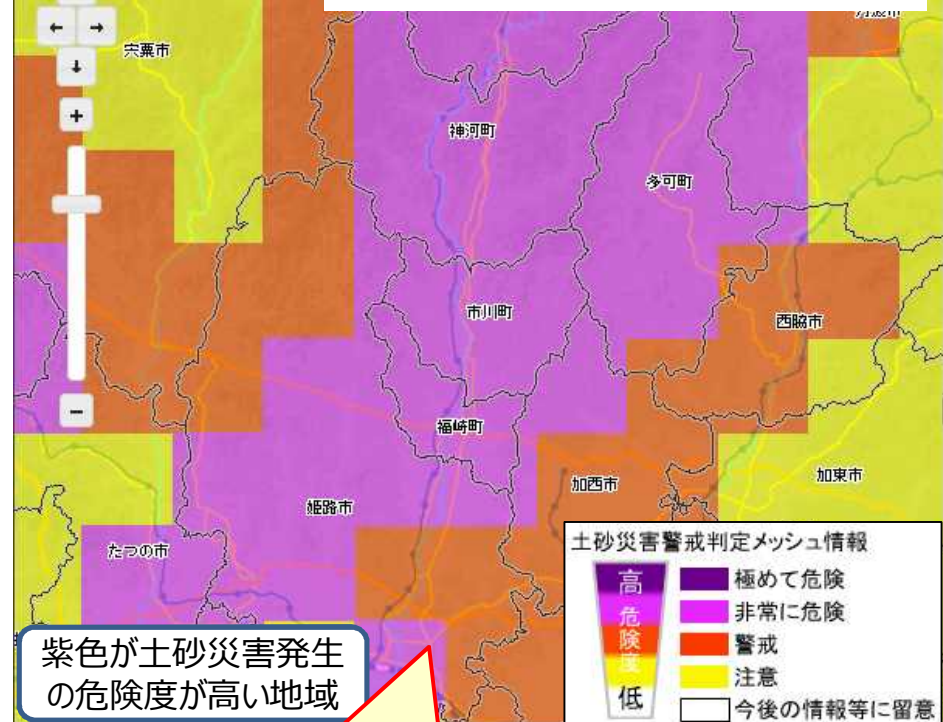 宍粟市
神河町
多可町
市川町
西脇市
福崎町
加西市
加東市
姫路市
たつの市
土砂災害警戒判定メッシュ情報
高
危険度
低
極めて危険
非常に危険
警戒
注意
今後の情報等に留意
紫色が土砂災害発生
の危険度が高い地域